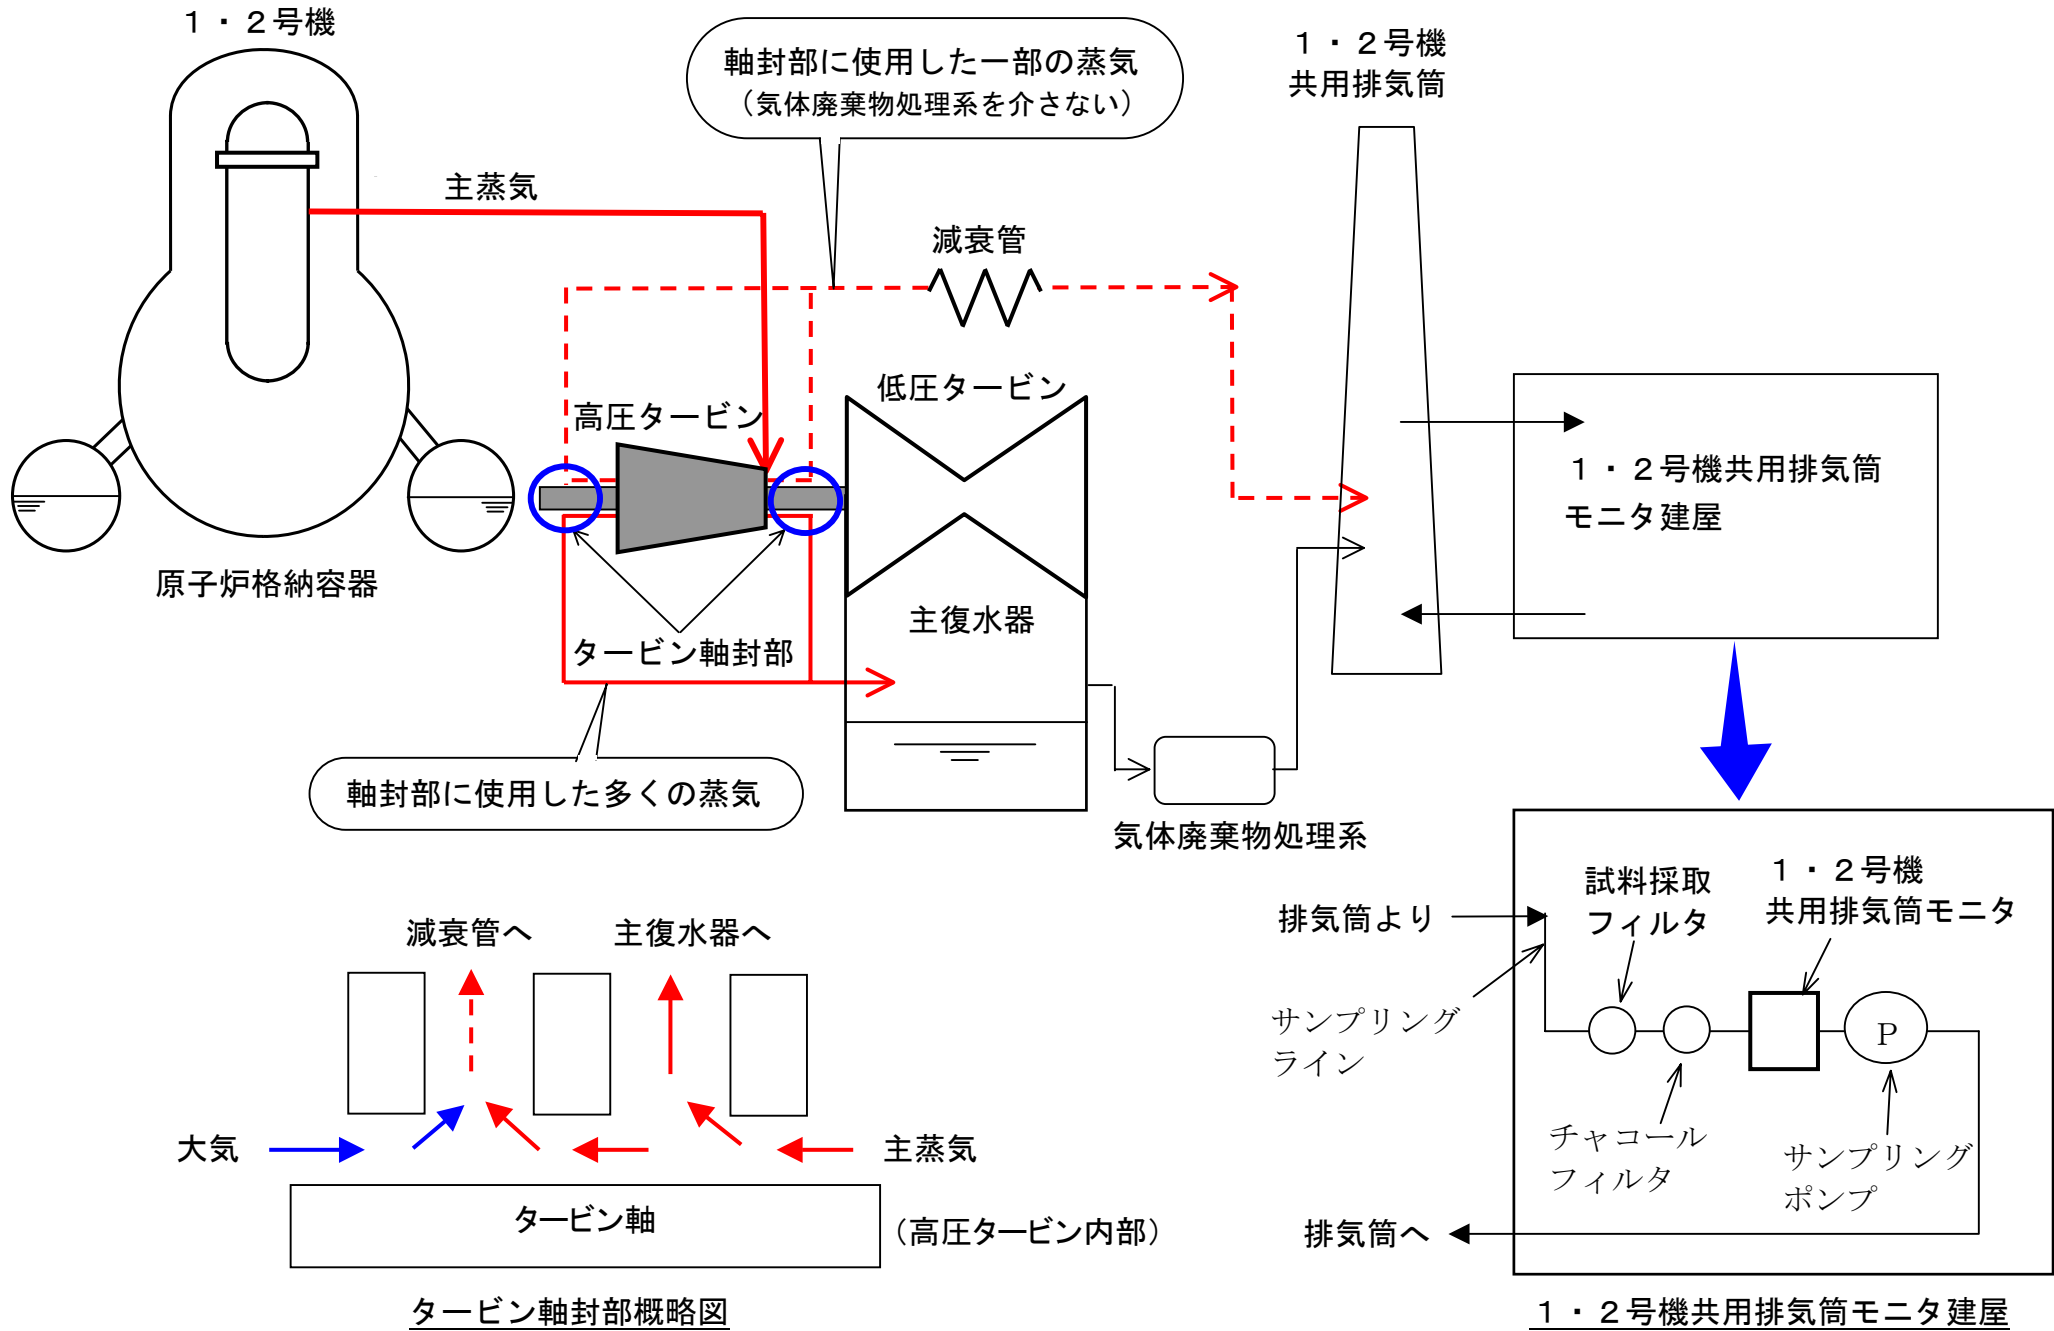 １・２号機
軸封部に使用した一部の蒸気
（気体廃棄物処理系を介さない）
１・２号機
共用排気筒
主蒸気
減衰管
低圧タービン
高圧タービン
１・２号機共用排気筒
モニタ建屋
原子炉格納容器
主復水器
タービン軸封部
軸封部に使用した多くの蒸気
気体廃棄物処理系
減衰管へ
主復水器へ
大気
主蒸気
タービン軸
（高圧タービン内部）
タービン軸封部概略図
排気筒より
試料採取
フィルタ
１・２号機
共用排気筒モニタ
サンプリング
ライン
P
チャコール
フィルタ
サンプリング
ポンプ
排気筒へ
１・２号機共用排気筒モニタ建屋